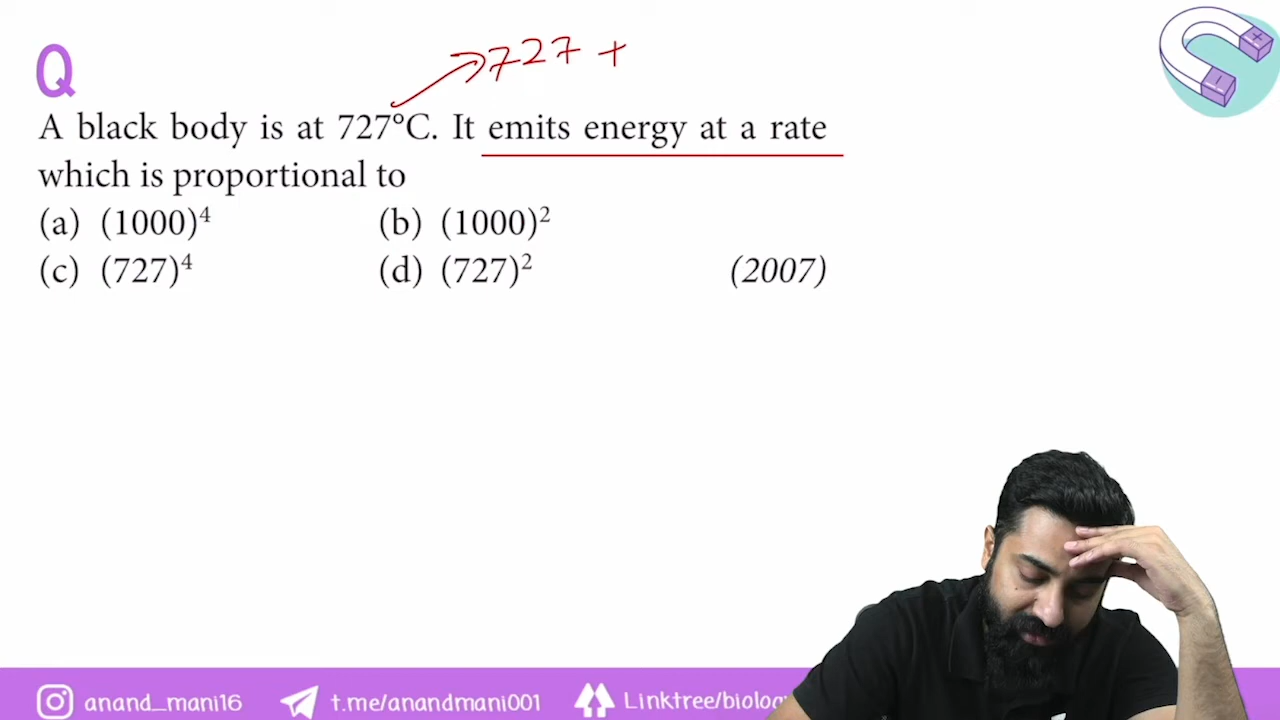 727 +
Q
A black body is at 727°C. It emits energy at a rate
which is proportional to
(a) (1000)⁴ (b) (1000)²
(c) (727)⁴ (d) (727)² (2007)
anand_mani16 t.me/anandmani001 Linktree/biology